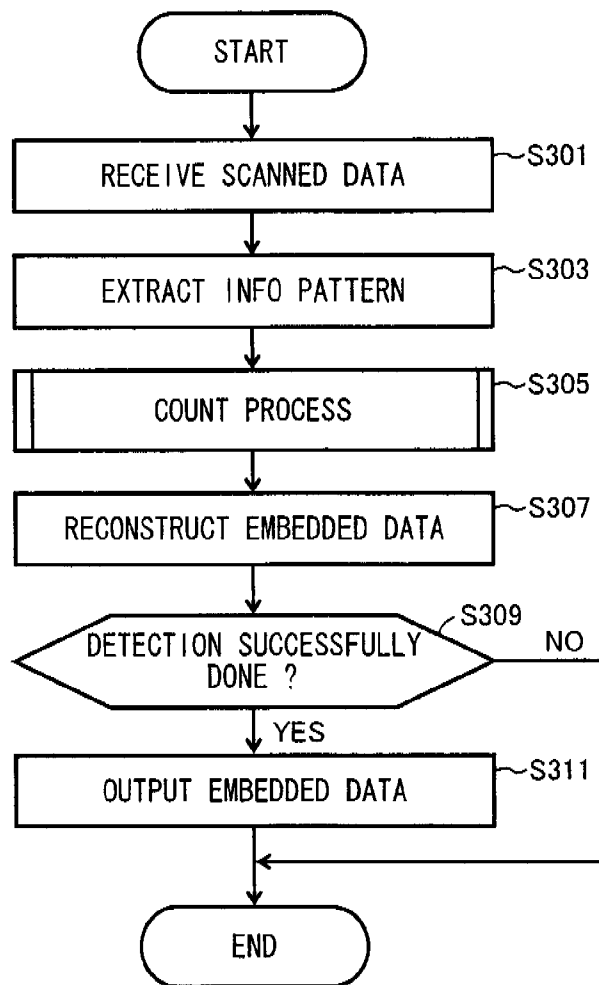 START
RECEIVE SCANNED DATA
S301
EXTRACT INFO PATTERN
S303
COUNT PROCESS
S305
RECONSTRUCT EMBEDDED DATA
S307
DETECTION SUCCESSFULLY
DONE ?
S309
NO
YES
OUTPUT EMBEDDED DATA
S311
END